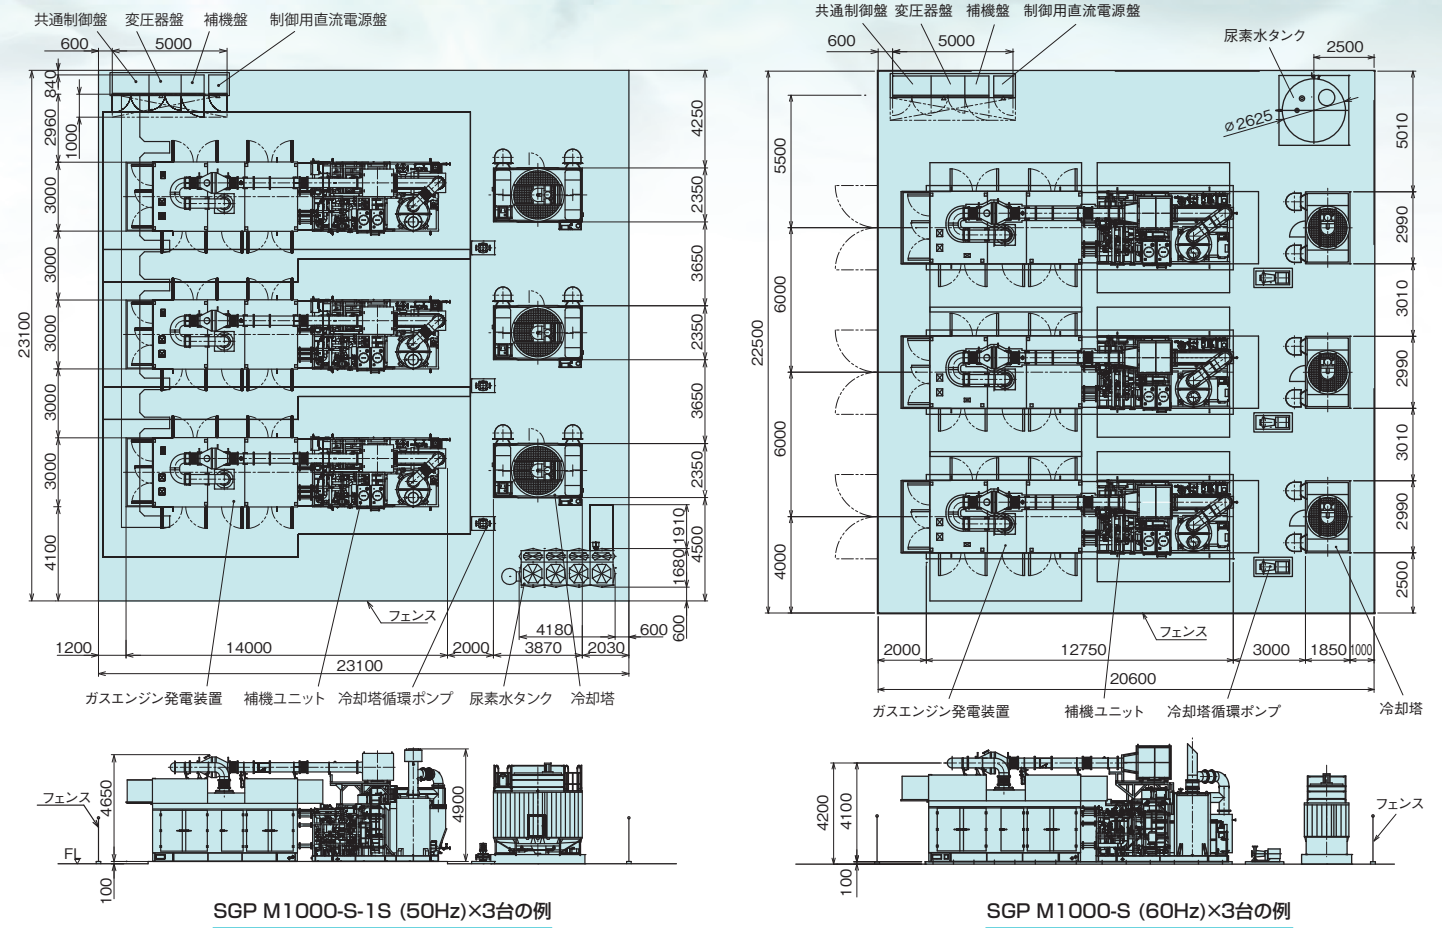 共通制御盤 変圧器盤 補機盤 制御用直流電源盤
600 5000
840
2960
1000
3000
3000
3000
3000
3000
4100
23100
4250
2350
3650
2350
3650
2350
4500
1910
1680
600
フェンス
4180 600
1200 14000 2000 3870 2030
23100
ガスエンジン発電装置 補機ユニット 冷却塔循環ポンプ 尿素水タンク 冷却塔
フェンス
4650
4900
FL
100
SGP M1000-S-1S (50Hz)×3台の例
共通制御盤 変圧器盤 補機盤 制御用直流電源盤
尿素水タンク
600 5000 2500
ø2625
5500
6000
6000
4000
22500
5010
2990
3010
2990
3010
2990
2500
フェンス
2000 12750 3000 1850 1000
20600
ガスエンジン発電装置 補機ユニット 冷却塔循環ポンプ 冷却塔
4200
4100
フェンス
100
SGP M1000-S (60Hz)×3台の例